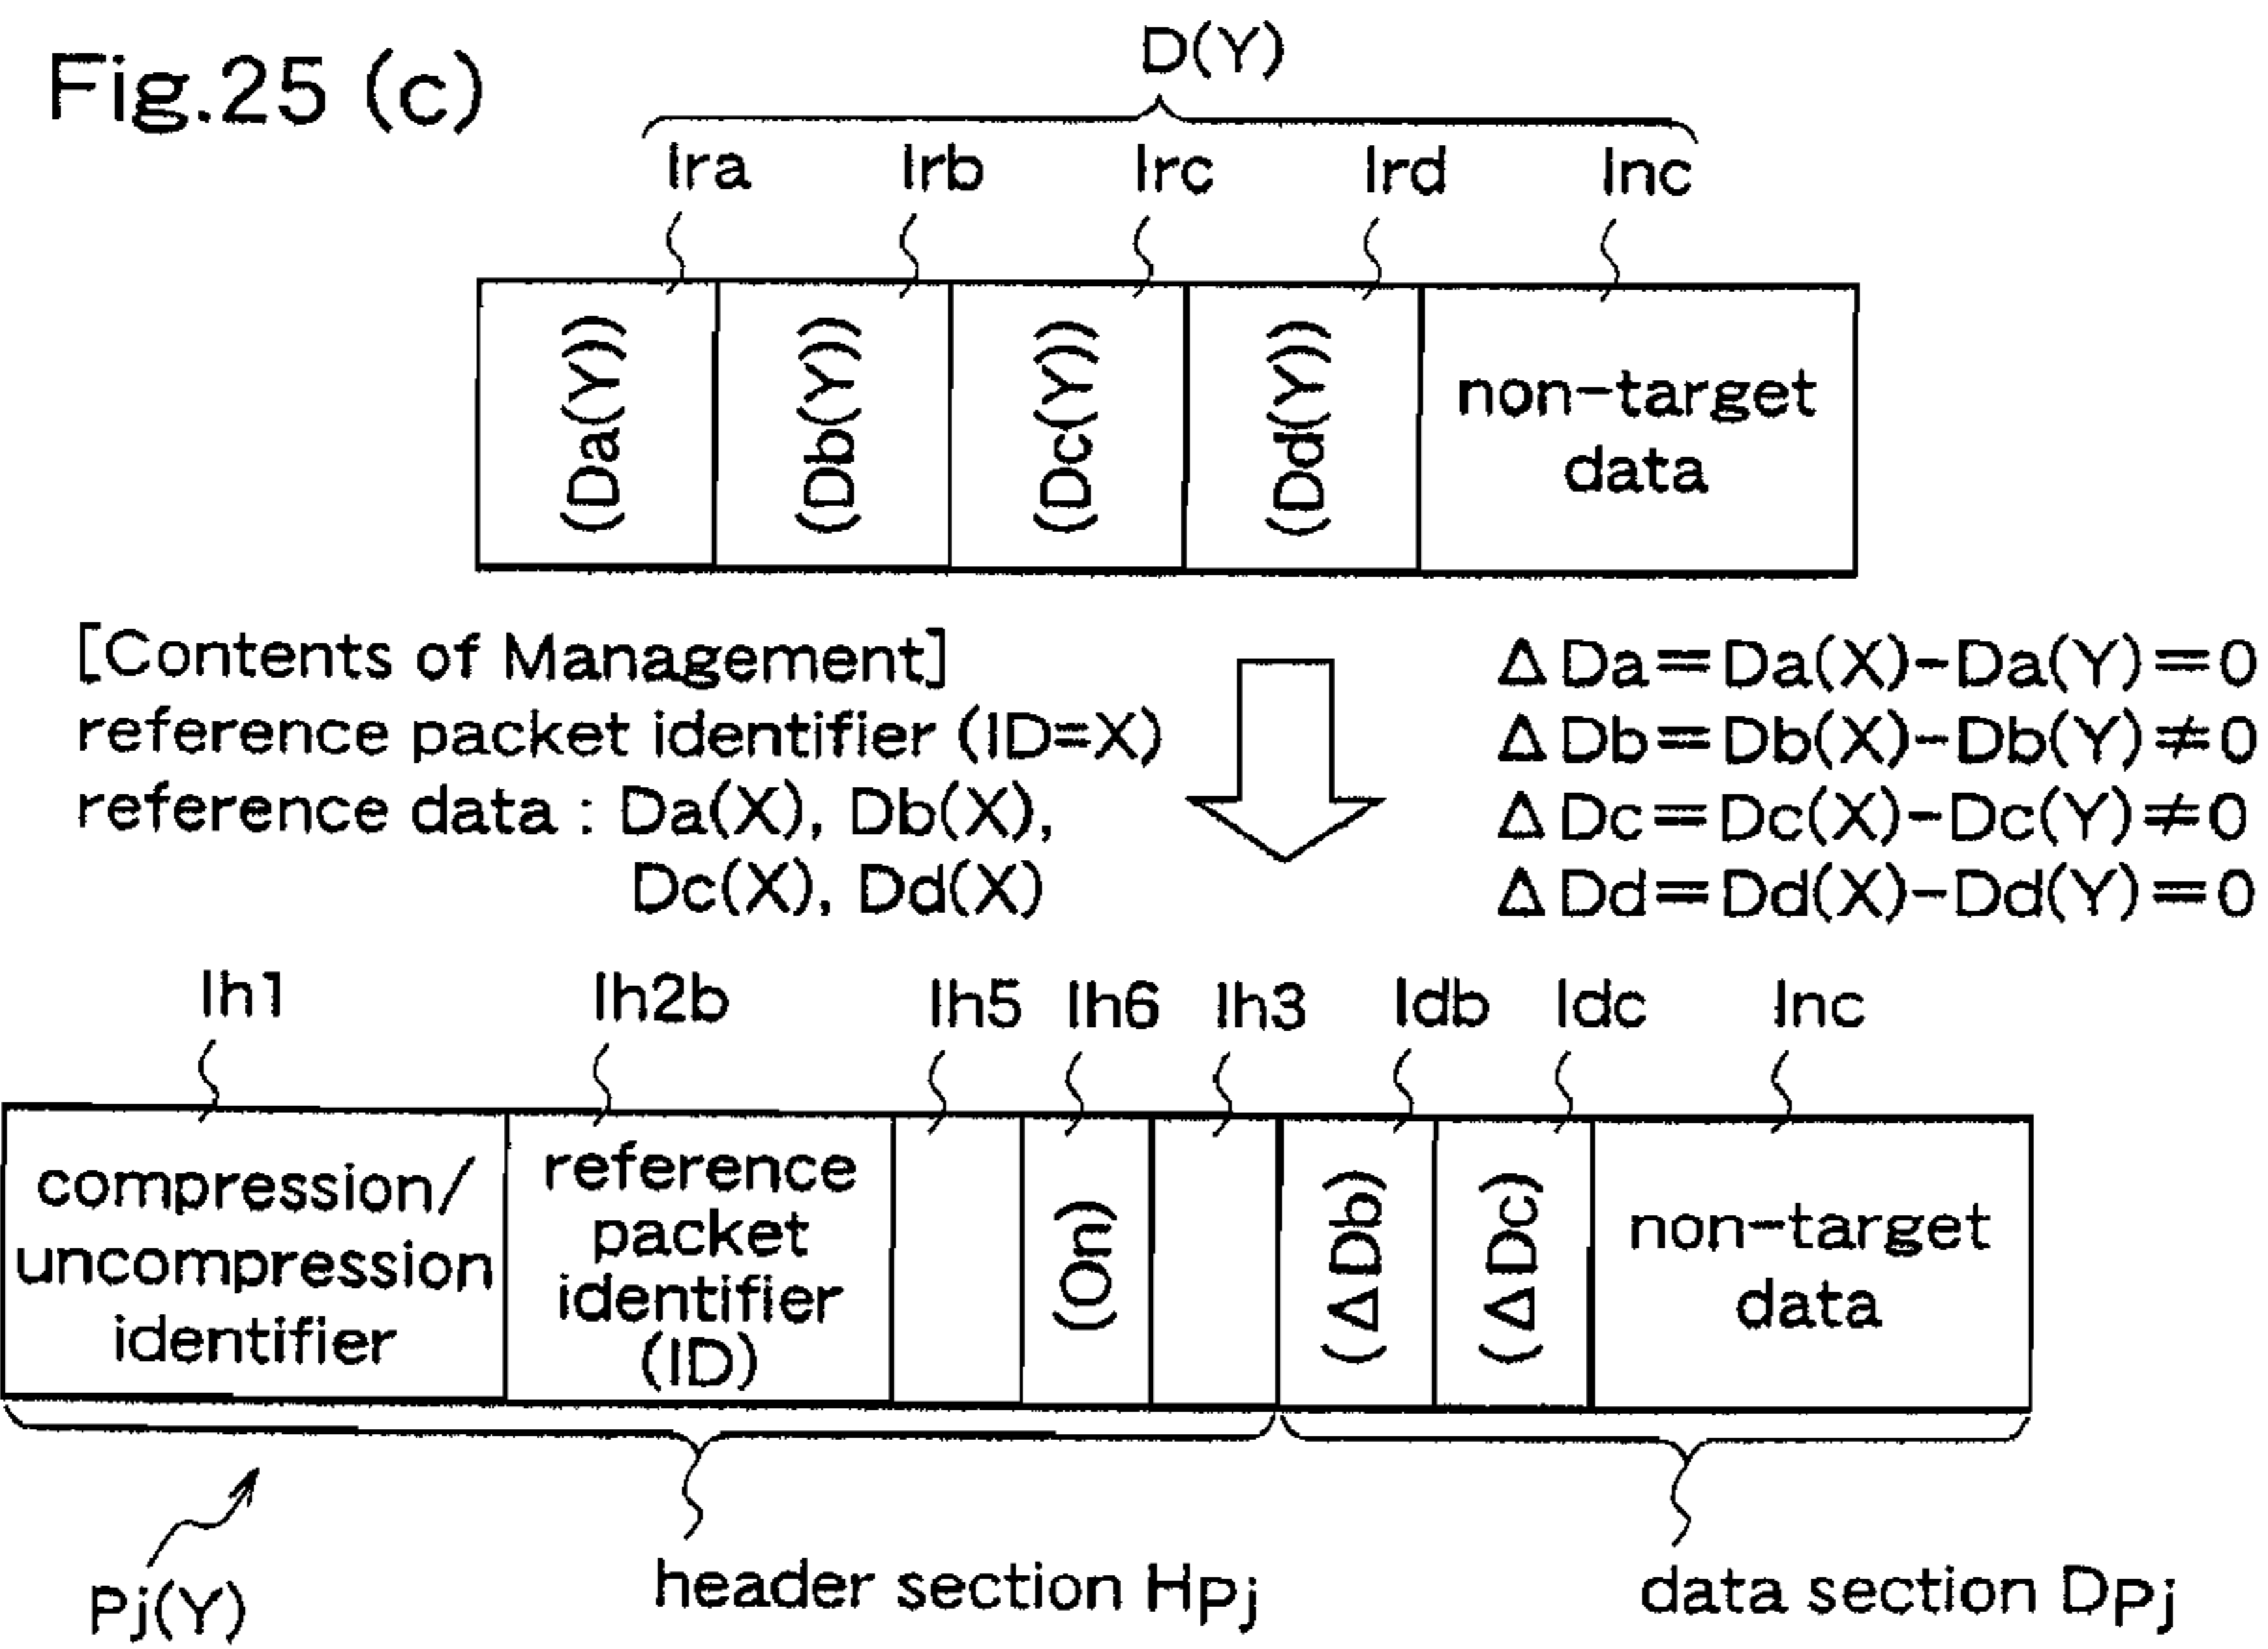 Fig.25 (c)
D(Y)
Ira Irb Irc Ird Inc
(Da(Y)) (Db(Y)) (Dc(Y)) (Dd(Y)) non-target
data
[Contents of Management]
reference packet identifier (ID=X)
reference data : Da(X), Db(X),
Dc(X), Dd(X)
ΔDa=Da(X)-Da(Y)=0
ΔDb=Db(X)-Db(Y)≠0
ΔDc=Dc(X)-Dc(Y)≠0
ΔDd=Dd(X)-Dd(Y)=0
Ih1 Ih2b Ih5 Ih6 Ih3 Idb Idc Inc
compression/
uncompression
identifier
reference
packet
identifier
(ID)
(On)
(ΔDb)
(ΔDc)
non-target
data
Pj(Y)
header section HPj
data section DPj